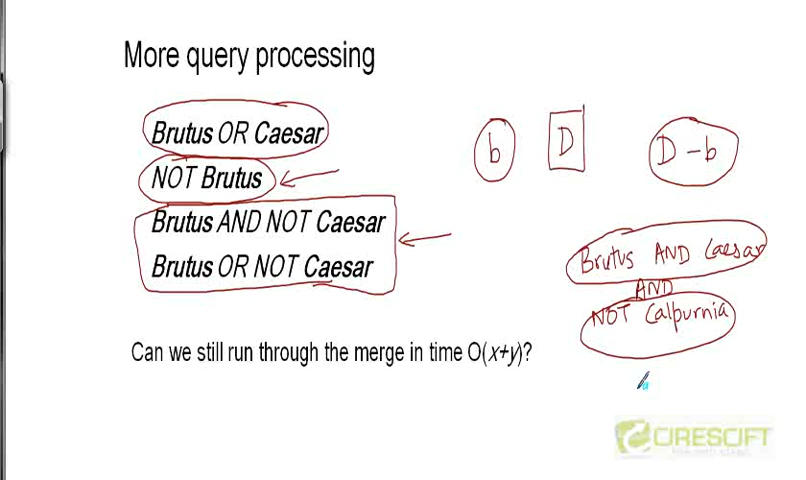 More query processing
Brutus OR Caesar
NOT Brutus
Brutus AND NOT Caesar
Brutus OR NOT Caesar
b
D
D - b
Brutus AND Caesar
AND
NOT Calpurnia
Can we still run through the merge in time O(x+y)?